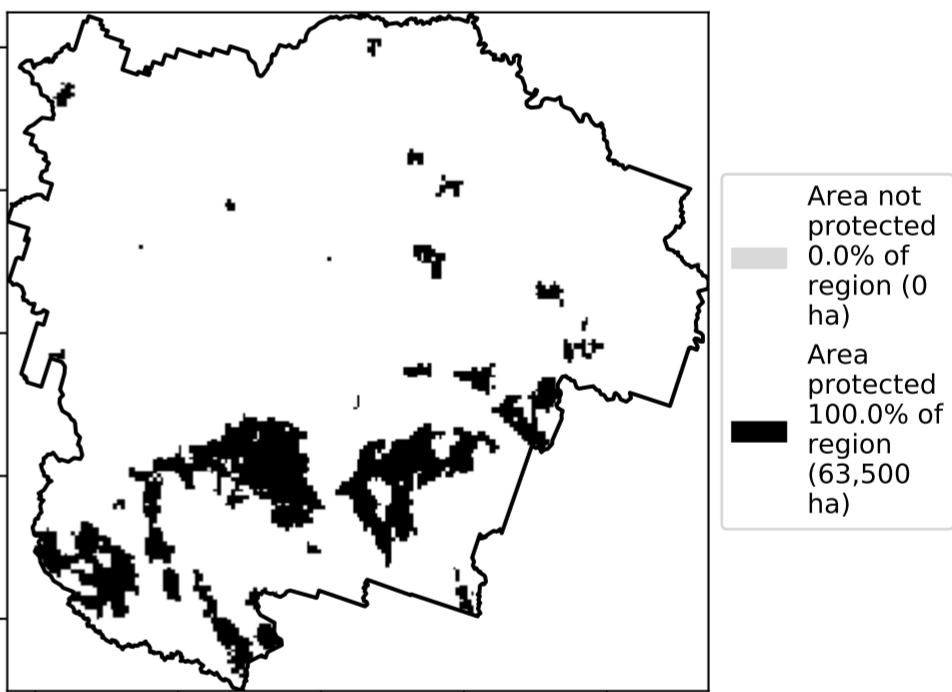 Area not
protected
0.0% of
region (0
ha)
Area
protected
100.0% of
region
(63,500
ha)